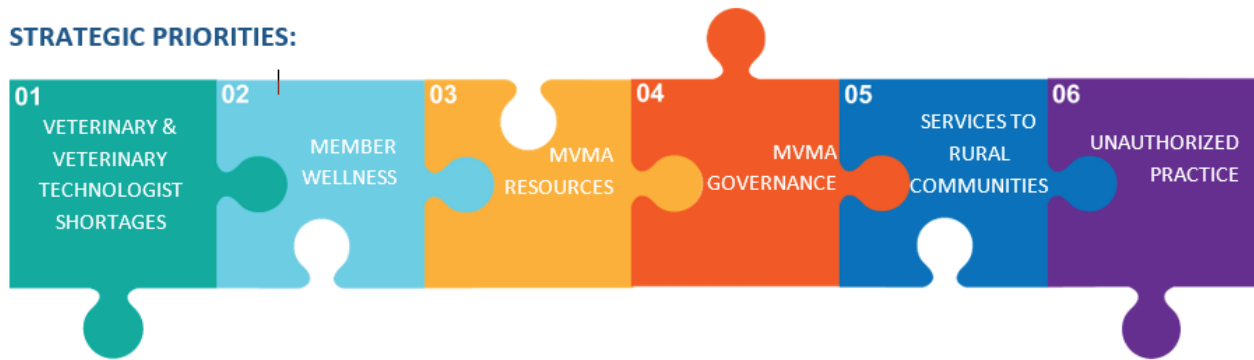 STRATEGIC PRIORITIES:
01
VETERINARY &
VETERINARY
TECHNOLOGIST
SHORTAGES
02
MEMBER
WELLNESS
03
MVMA
RESOURCES
04
MVMA
GOVERNANCE
05
SERVICES TO
RURAL
COMMUNITIES
06
UNAUTHORIZED
PRACTICE